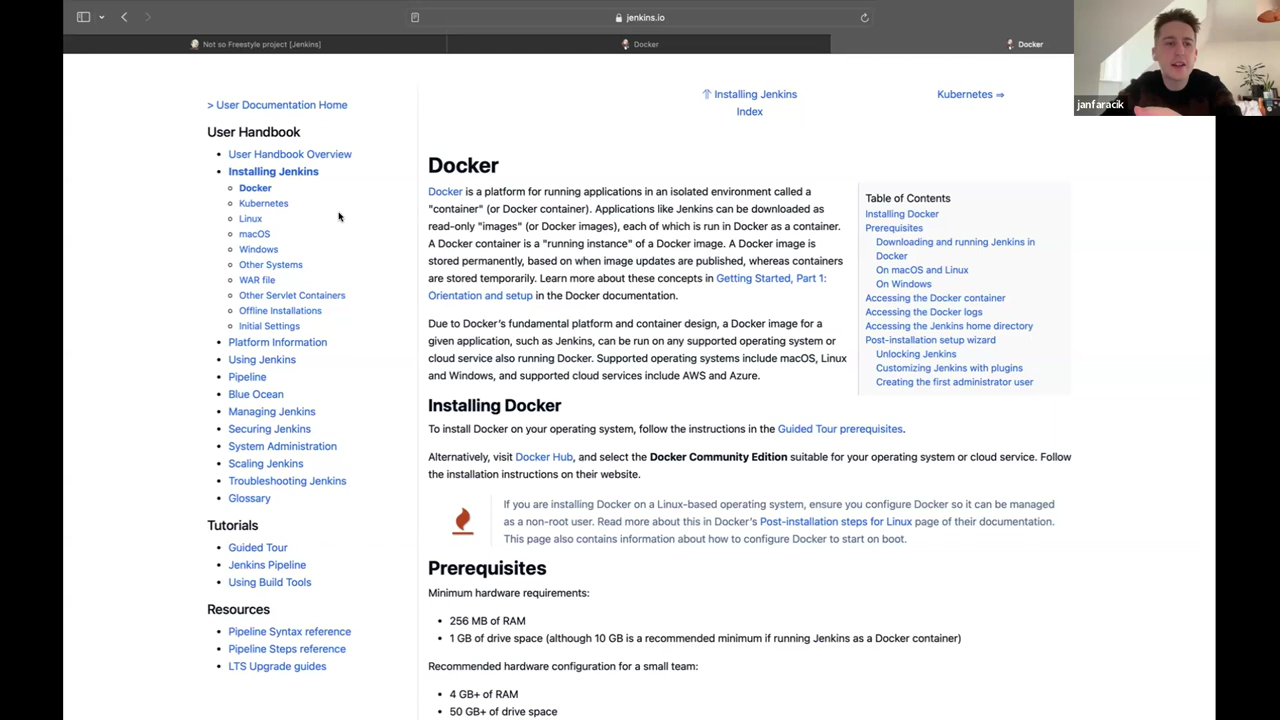 jenkins.io
Not so Freestyle project [Jenkins]
Docker
Docker
janfaracik
> User Documentation Home
User Handbook
User Handbook Overview
Installing Jenkins
Docker
Kubernetes
Linux
macOS
Windows
Other Systems
WAR file
Other Servlet Containers
Offline Installations
Initial Settings
Platform Information
Using Jenkins
Pipeline
Blue Ocean
Managing Jenkins
Securing Jenkins
System Administration
Scaling Jenkins
Troubleshooting Jenkins
Glossary
Tutorials
Guided Tour
Jenkins Pipeline
Using Build Tools
Resources
Pipeline Syntax reference
Pipeline Steps reference
LTS Upgrade guides
⇑ Installing Jenkins
Index
Kubernetes ⇒
Docker
Docker is a platform for running applications in an isolated environment called a
"container" (or Docker container). Applications like Jenkins can be downloaded as
read-only "images" (or Docker images), each of which is run in Docker as a container.
A Docker container is a "running instance" of a Docker image. A Docker image is
stored permanently, based on when image updates are published, whereas containers
are stored temporarily. Learn more about these concepts in Getting Started, Part 1:
Orientation and setup in the Docker documentation.
Due to Docker's fundamental platform and container design, a Docker image for a
given application, such as Jenkins, can be run on any supported operating system or
cloud service also running Docker. Supported operating systems include macOS, Linux
and Windows, and supported cloud services include AWS and Azure.
Table of Contents
Installing Docker
Prerequisites
Downloading and running Jenkins in
Docker
On macOS and Linux
On Windows
Accessing the Docker container
Accessing the Docker logs
Accessing the Jenkins home directory
Post-installation setup wizard
Unlocking Jenkins
Customizing Jenkins with plugins
Creating the first administrator user
Installing Docker
To install Docker on your operating system, follow the instructions in the Guided Tour prerequisites.
Alternatively, visit Docker Hub, and select the Docker Community Edition suitable for your operating system or cloud service. Follow
the installation instructions on their website.
If you are installing Docker on a Linux-based operating system, ensure you configure Docker so it can be managed
as a non-root user. Read more about this in Docker's Post-installation steps for Linux page of their documentation.
This page also contains information about how to configure Docker to start on boot.
Prerequisites
Minimum hardware requirements:
256 MB of RAM
1 GB of drive space (although 10 GB is a recommended minimum if running Jenkins as a Docker container)
Recommended hardware configuration for a small team:
4 GB+ of RAM
50 GB+ of drive space